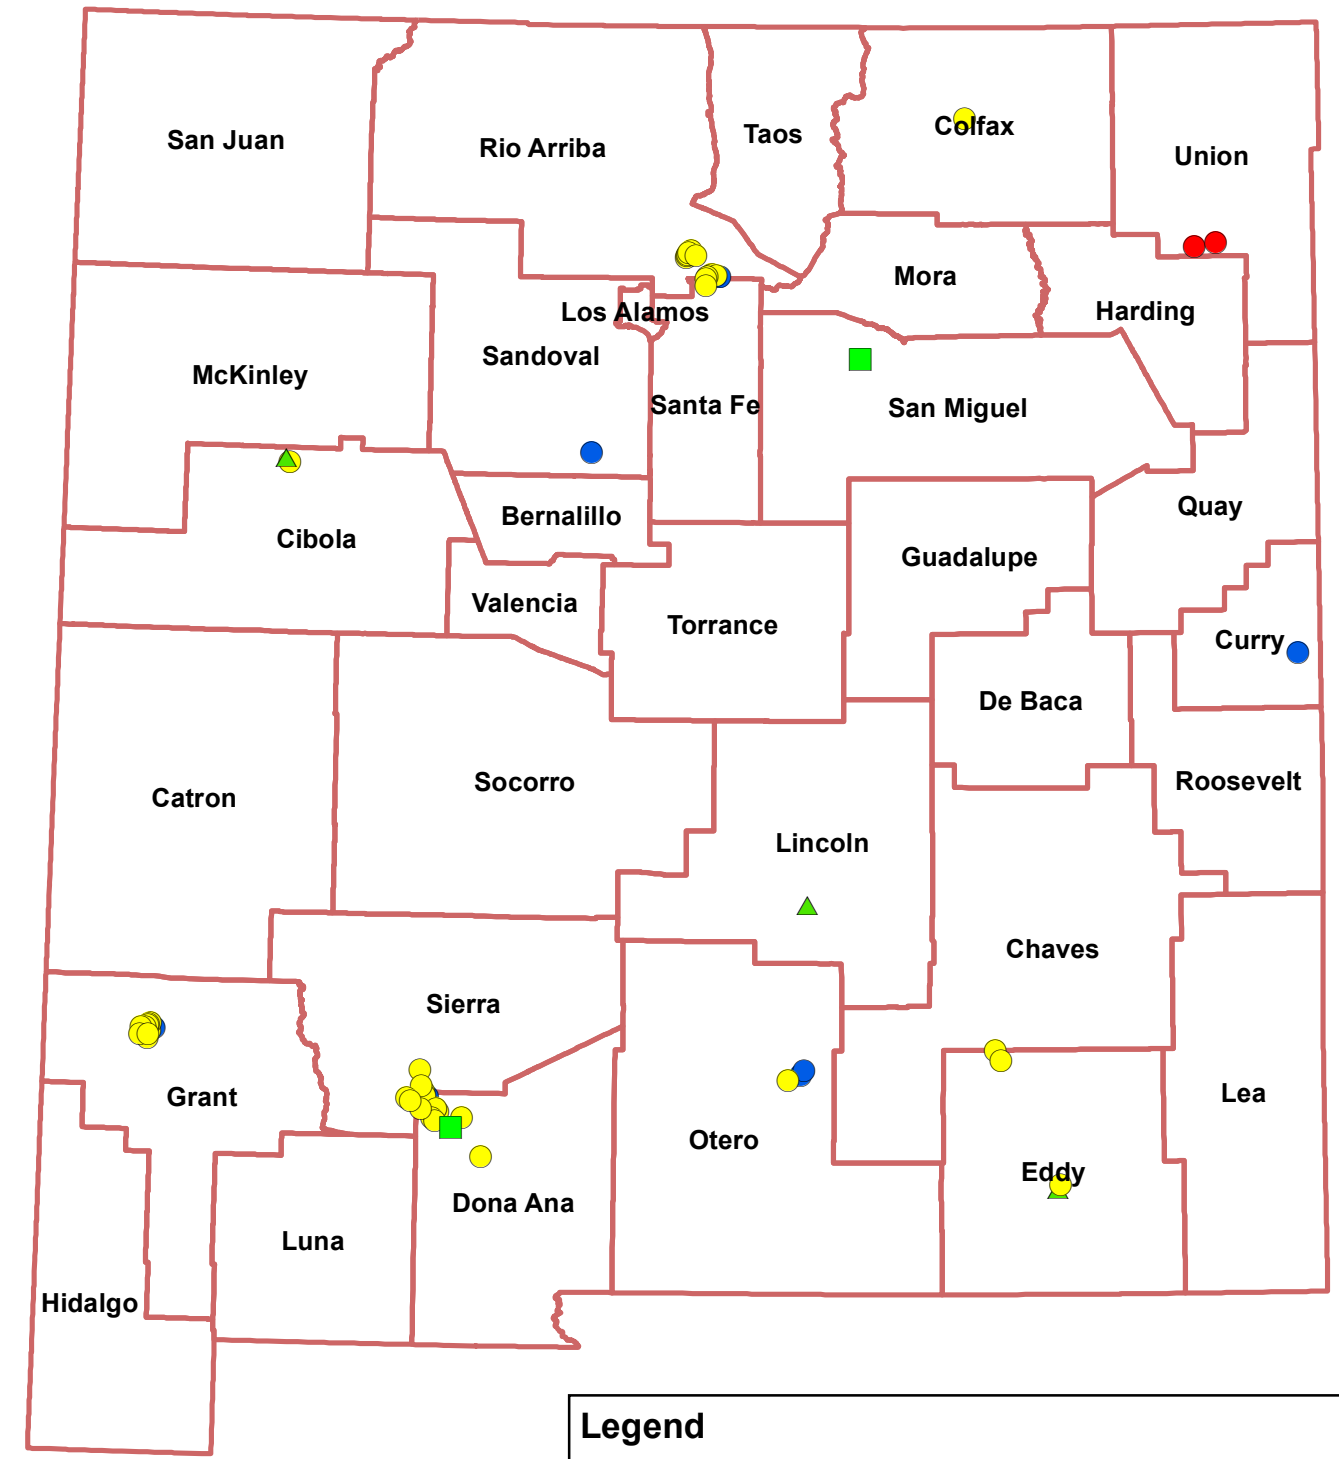 San Juan
Rio Arriba
Taos
Colfax
Union
Mora
Harding
Los Alamos
Sandoval
McKinley
Santa Fe
San Miguel
Quay
Bernalillo
Cibola
Guadalupe
Valencia
Torrance
Curry
De Baca
Roosevelt
Socorro
Catron
Lincoln
Chaves
Sierra
Lea
Grant
Otero
Eddy
Dona Ana
Luna
Hidalgo
Legend